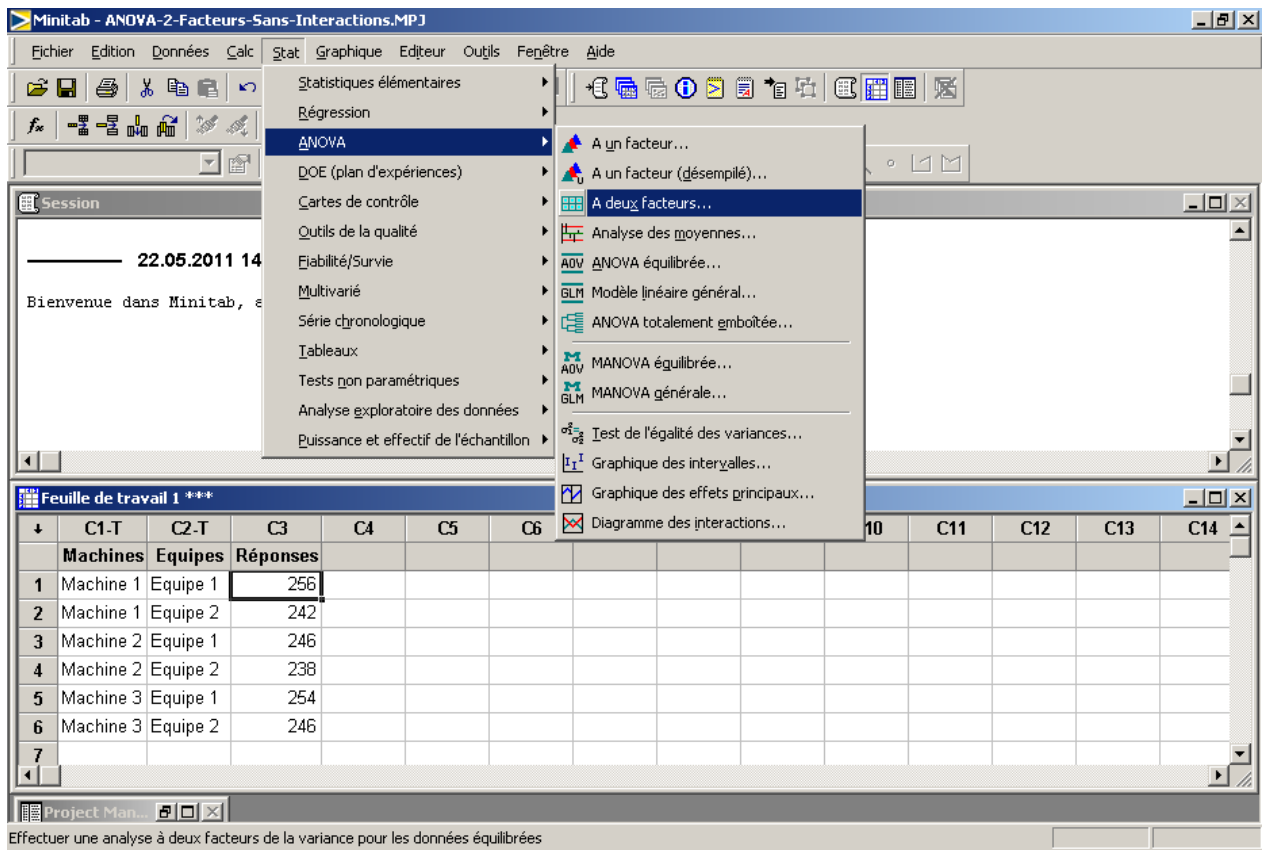 Minitab - ANOVA-2-Facteurs-Sans-Interactions.MPJ
Fichier Edition Données Calc Stat Graphique Editeur Outils Fenêtre Aide
Statistiques élémentaires
Régression
ANOVA
DOE (plan d'expériences)
Cartes de contrôle
Outils de la qualité
Fiabilité/Survie
Multivarié
Série chronologique
Tableaux
Tests non paramétriques
Analyse exploratoire des données
Puissance et effectif de l'échantillon
A un facteur...
A un facteur (désempilé)...
A deux facteurs...
Analyse des moyennes...
AOV ANOVA équilibrée...
GLM Modèle linéaire général...
ANOVA totalement emboîtée...
M AOV MANOVA équilibrée...
M GLM MANOVA générale...
Test de l'égalité des variances...
Graphique des intervalles...
Graphique des effets principaux...
Diagramme des interactions...
Session
22.05.2011 14
Bienvenue dans Minitab,
Feuille de travail 1 ***
C1-T C2-T C3 C4 C5 C6 10 C11 C12 C13 C14
Machines Equipes Réponses
1 Machine 1 Equipe 1 256
2 Machine 1 Equipe 2 242
3 Machine 2 Equipe 1 246
4 Machine 2 Equipe 2 238
5 Machine 3 Equipe 1 254
6 Machine 3 Equipe 2 246
7
Project Man...
Effectuer une analyse à deux facteurs de la variance pour les données équilibrées